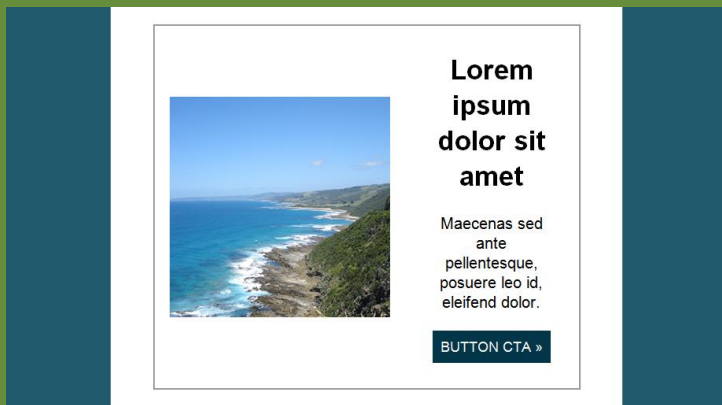 Lorem
ipsum
dolor sit
amet
Maecenas sed
ante
pellentesque,
posuere leo id,
eleifend dolor.
BUTTON CTA »